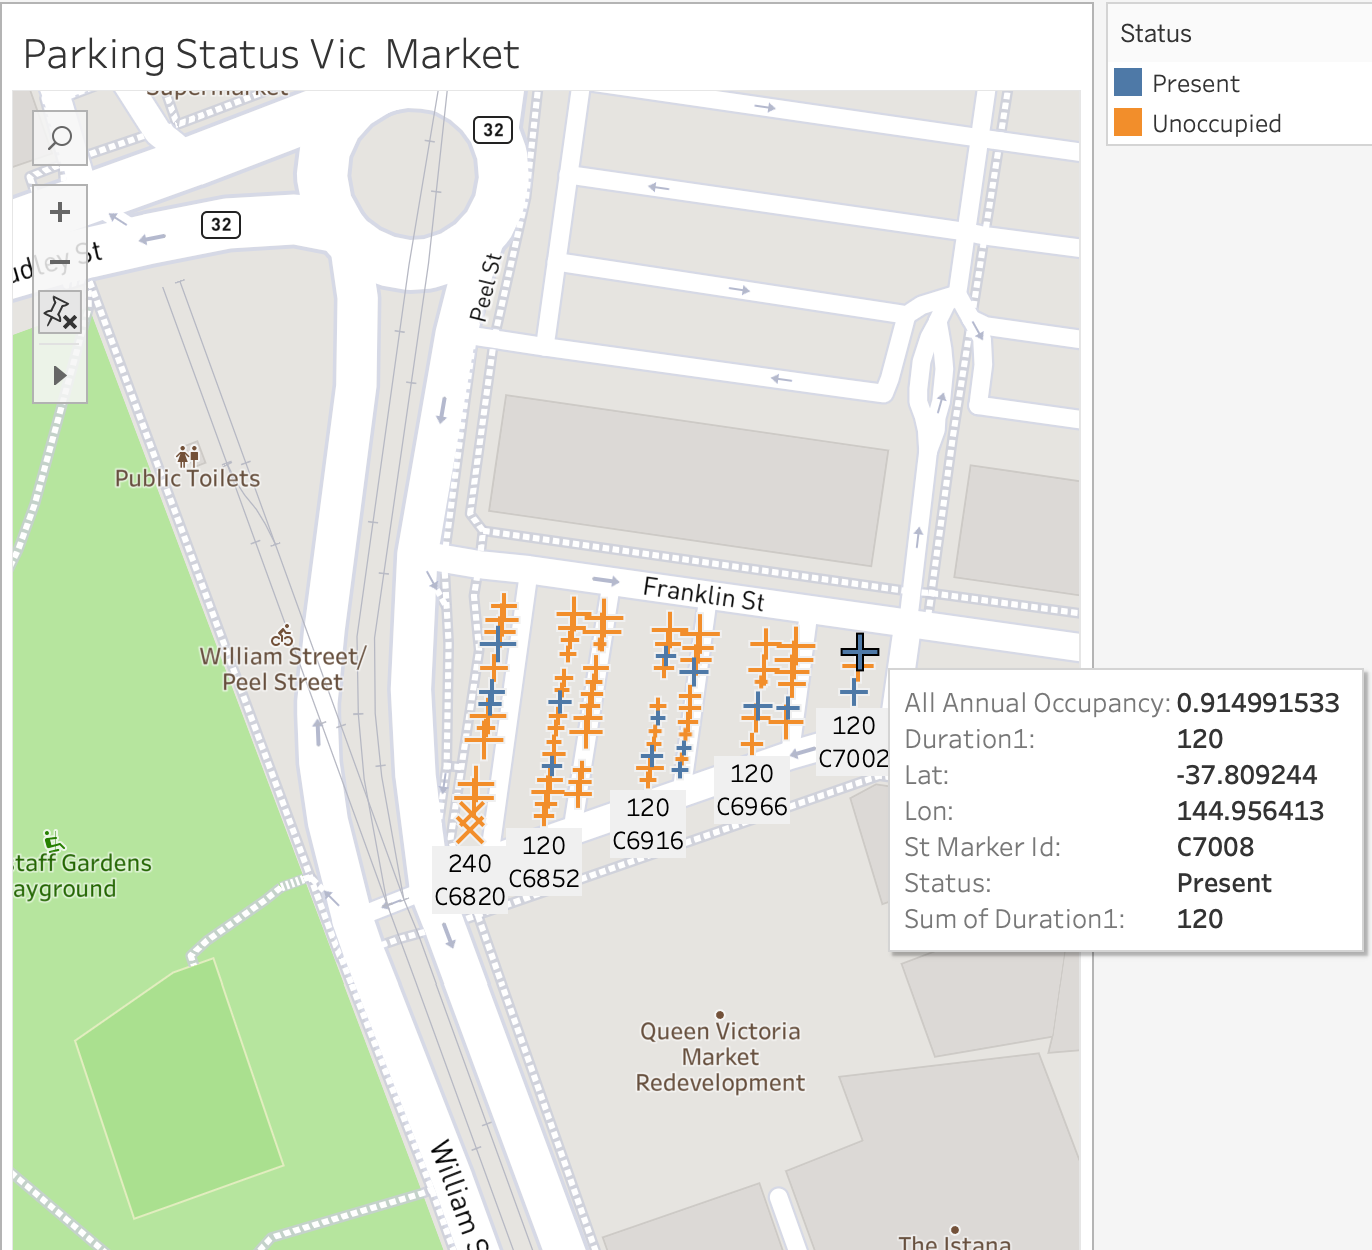 Parking Status Vic Market
Status
Present
Unoccupied
Supermarket
32
32
Peel St
Public Toilets
Franklin St
William Street/
Peel Street
120
C7002
120
C6966
120
C6916
120
C6852
240
C6820
All Annual Occupancy: 0.914991533
Duration1: 120
Lat: -37.809244
Lon: 144.956413
St Marker Id: C7008
Status: Present
Sum of Duration1: 120
taff Gardens
ayground
Queen Victoria
Market
Redevelopment
William S
The Istana